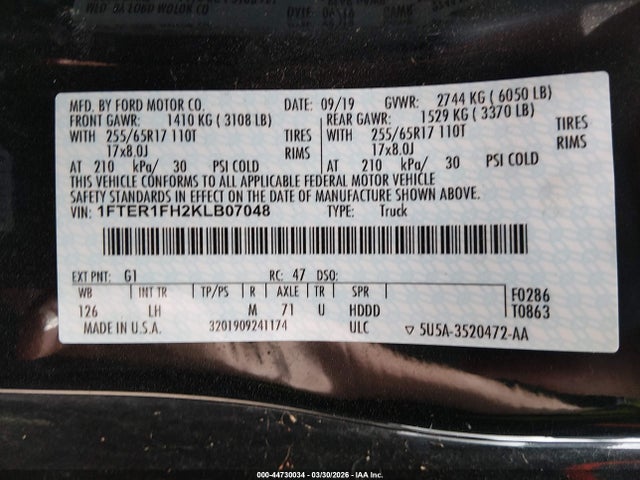 MFD. BY FORD MOTOR CO. DATE: 09/19 GVWR: 2744 KG ( 6050 LB)
FRONT GAWR: 1410 KG ( 3108 LB) REAR GAWR: 1529 KG ( 3370 LB)
WITH 255/65R17 110T TIRES WITH 255/65R17 110T TIRES
17x8.0J RIMS 17x8.0J RIMS
AT 210 kPa/ 30 PSI COLD AT 210 kPa/ 30 PSI COLD
THIS VEHICLE CONFORMS TO ALL APPLICABLE FEDERAL MOTOR VEHICLE
SAFETY STANDARDS IN EFFECT ON THE DATE OF MANUFACTURE SHOWN ABOVE.
VIN: 1FTER1FH2KLB07048 TYPE: Truck
EXT PNT: G1 RC: 47 DSO:
WB INT TR TP/PS R AXLE TR SPR F0286
126 LH M 71 U HDDD T0863
MADE IN U.S.A. 3201909241174 ULC ▽ 5U5A-3520472-AA
000-44730034 - 03/30/2026 - IAA Inc.